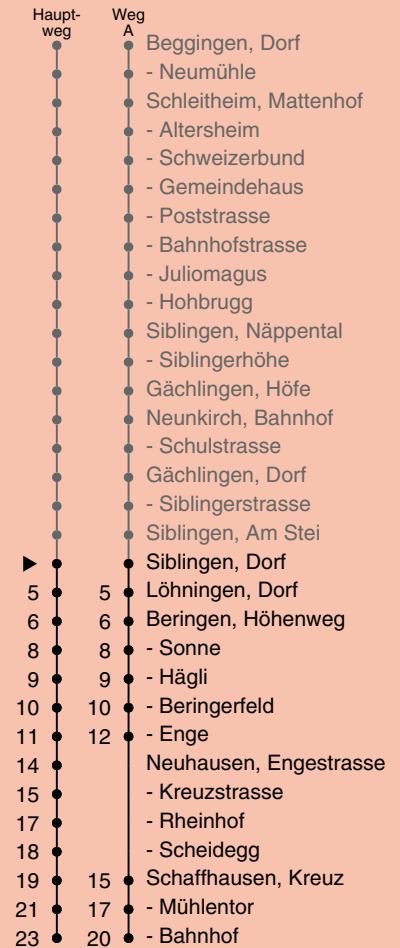 Haupt- Weg
weg A
Beggingen, Dorf
- Neumühle
Schleitheim, Mattenhof
- Altersheim
- Schweizerbund
- Gemeindehaus
- Poststrasse
- Bahnhofstrasse
- Juliomagus
- Hohbrugg
Siblingen, Näppental
- Siblingerhöhe
Gächlingen, Höfe
Neunkirch, Bahnhof
- Schulstrasse
Gächlingen, Dorf
- Siblingerstrasse
Siblingen, Am Stei
Siblingen, Dorf
5 5 Löhningen, Dorf
6 6 Beringen, Höhenweg
8 8 - Sonne
9 9 - Hägli
10 10 - Beringerfeld
11 12 - Enge
14 Neuhausen, Engestrasse
15 - Kreuzstrasse
17 - Rheinhof
18 - Scheidegg
19 15 Schaffhausen, Kreuz
21 17 - Mühlentor
23 20 - Bahnhof